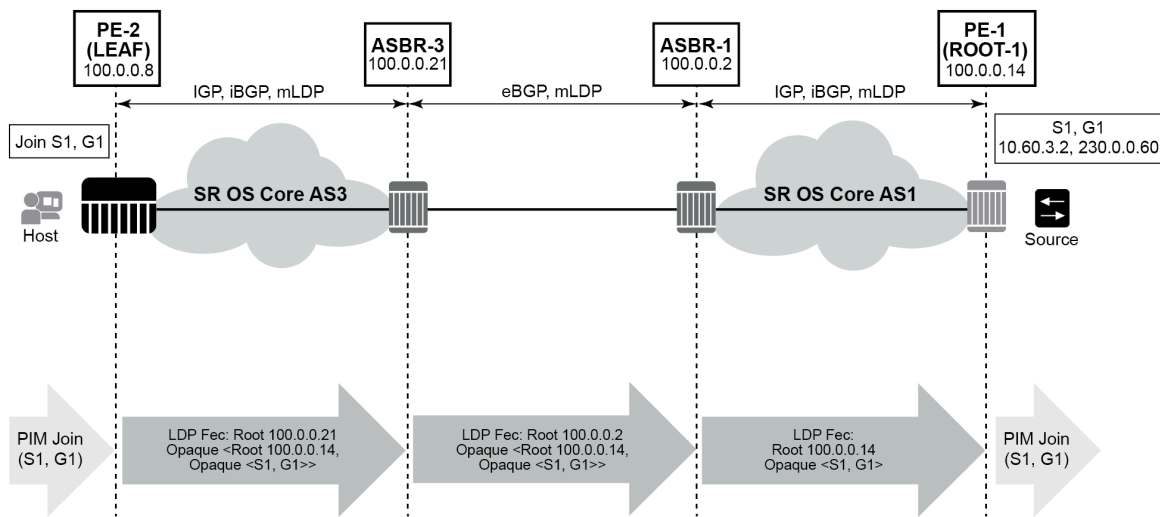 PE-2
(LEAF)
100.0.0.8
ASBR-3
100.0.0.21
ASBR-1
100.0.0.2
PE-1
(ROOT-1)
100.0.0.14
IGP, iBGP, mLDP
eBGP, mLDP
IGP, iBGP, mLDP
Join S1, G1
S1, G1
10.60.3.2, 230.0.0.60
SR OS Core AS3
SR OS Core AS1
Host
Source
PIM Join
(S1, G1)
LDP Fec: Root 100.0.0.21
Opaque <Root 100.0.0.14,
Opaque <S1, G1>>
LDP Fec: Root 100.0.0.2
Opaque <Root 100.0.0.14,
Opaque <S1, G1>>
LDP Fec:
Root 100.0.0.14
Opaque <S1, G1>
PIM Join
(S1, G1)